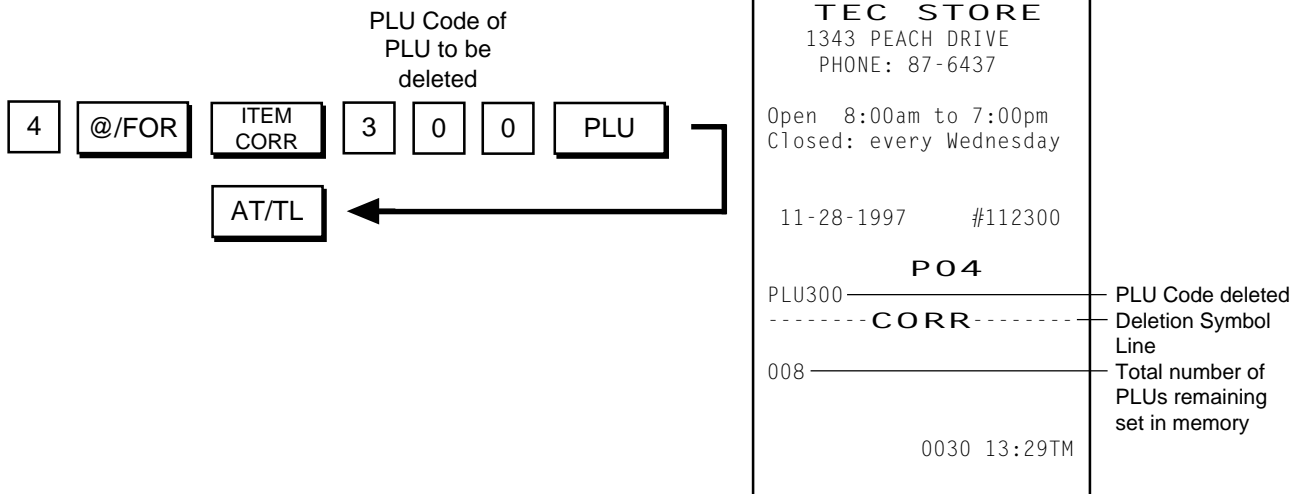 PLU Code of
PLU to be
deleted
4 @/FOR ITEM CORR 3 0 0 PLU
AT/TL
TEC STORE
1343 PEACH DRIVE
PHONE: 87-6437
Open 8:00am to 7:00pm
Closed: every Wednesday
11-28-1997 #112300
P04
PLU300
--------CORR--------
008
0030 13:29TM
PLU Code deleted
Deletion Symbol
Line
Total number of
PLUs remaining
set in memory